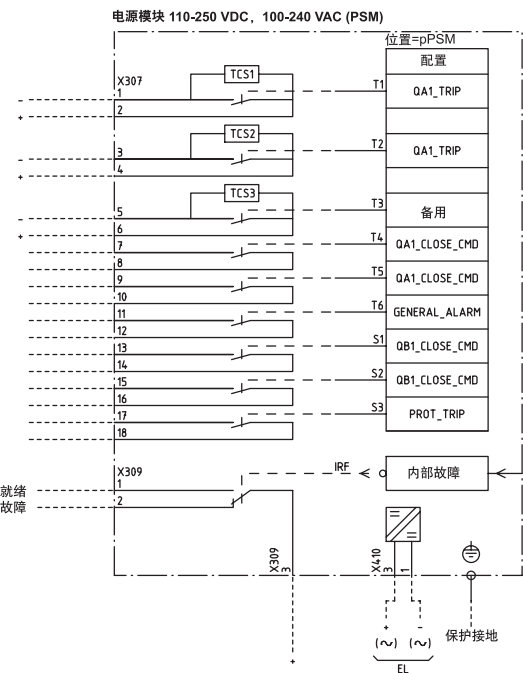 电源模块 110-250 VDC，100-240 VAC (PSM)
位置=pPSM
配置
X307
TCS1
1
2
T1
QA1_TRIP
-
+
TCS2
3
4
T2
QA1_TRIP
-
+
TCS3
5
6
T3
备用
-
+
7
8
T4
QA1_CLOSE_CMD
9
10
T5
QA1_CLOSE_CMD
11
12
T6
GENERAL_ALARM
13
14
S1
QB1_CLOSE_CMD
15
16
S2
QB1_CLOSE_CMD
17
18
S3
PROT_TRIP
X309
就绪
1
IRF
内部故障
故障
2
X309
3
X410
3
1
+
-
(~)
(~)
保护接地
+
EL